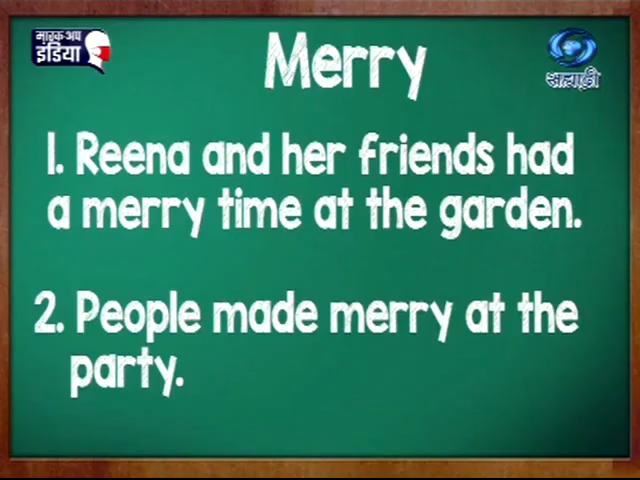 मास्क-अप
इंडिया
Merry
सह्याद्री
1. Reena and her friends had
a merry time at the garden.
2. People made merry at the
party.